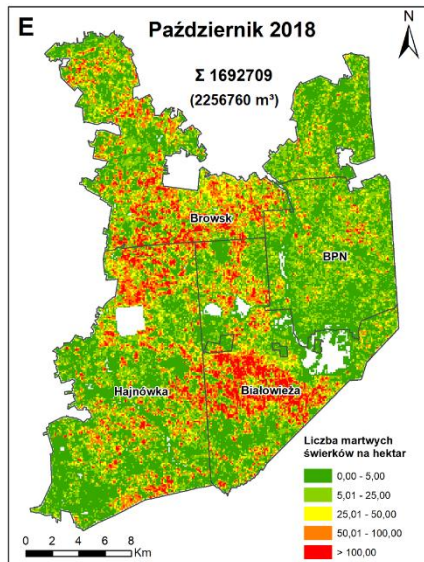 E
Październik 2018
N
Σ 1692709
(2256760 m³)
Browsk
BPN
Hajnówka
Białowieża
Liczba martwych
świerków na hektar
0,00 - 5,00
5,01 - 25,00
25,01 - 50,00
50,01 - 100,00
> 100,00
0 2 4 6 8
Km